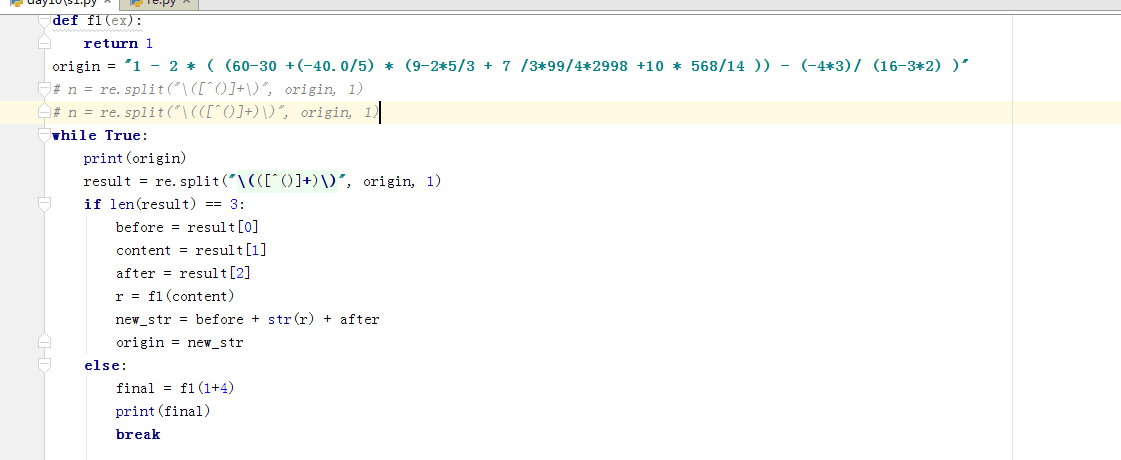 day10\s1.py × re.py ×
def f1(ex):
    return 1
origin = "1 - 2 * ( (60-30 +(-40.0/5) * (9-2*5/3 + 7 /3*99/4*2998 +10 * 568/14 )) - (-4*3)/ (16-3*2) )"
# n = re.split("\([^()]+\)", origin, 1)
# n = re.split("\(([^()]+)\)", origin, 1)
while True:
    print(origin)
    result = re.split("\(([^()]+)\)", origin, 1)
    if len(result) == 3:
        before = result[0]
        content = result[1]
        after = result[2]
        r = f1(content)
        new_str = before + str(r) + after
        origin = new_str
    else:
        final = f1(1+4)
        print(final)
        break